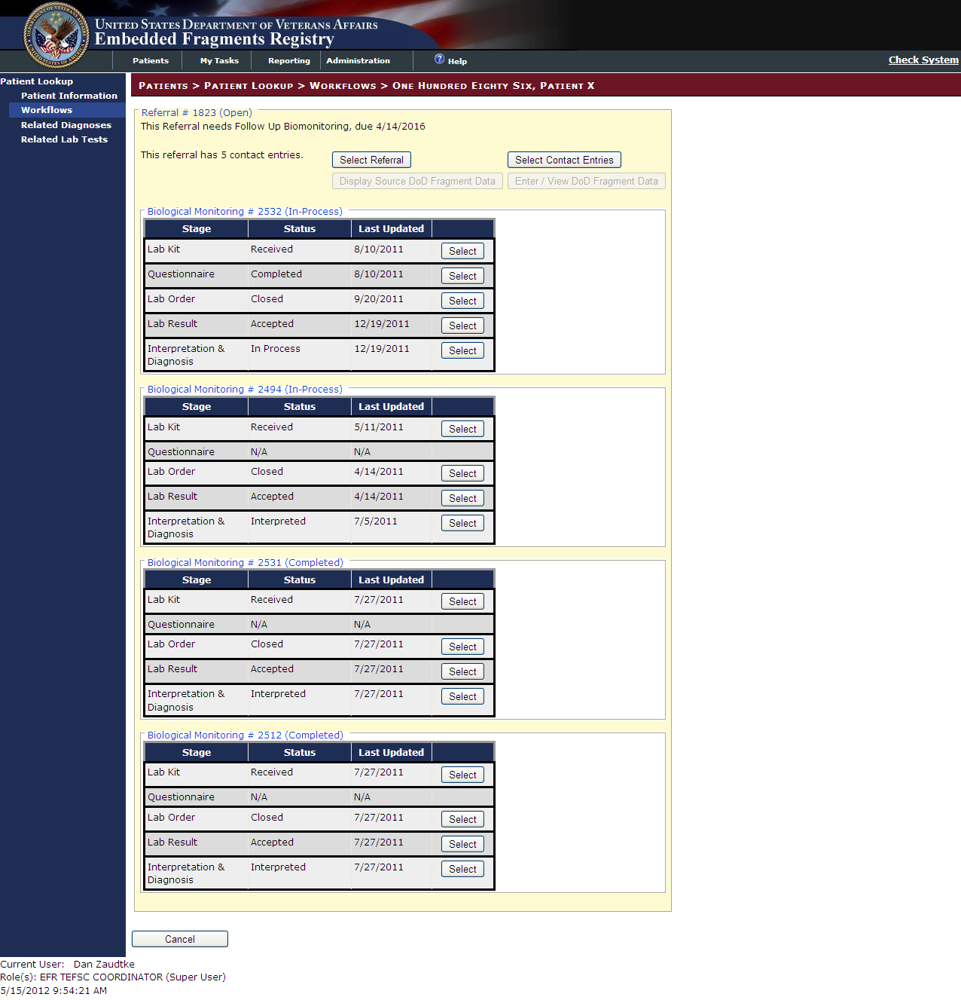 UNITED STATES DEPARTMENT OF VETERANS AFFAIRS
Embedded Fragments Registry
Patients My Tasks Reporting Administration ? Help Check System
Patient Lookup
Patient Information
Workflows
Related Diagnoses
Related Lab Tests
PATIENTS > PATIENT LOOKUP > WORKFLOWS > ONE HUNDRED EIGHTY SIX, PATIENT X
Referral # 1823 (Open)
This Referral needs Follow Up Biomonitoring, due 4/14/2016
This referral has 5 contact entries. Select Referral Select Contact Entries
Display Source DoD Fragment Data Enter / View DoD Fragment Data
Biological Monitoring # 2532 (In-Process)
Stage Status Last Updated
Lab Kit Received 8/10/2011 Select
Questionnaire Completed 8/10/2011 Select
Lab Order Closed 9/20/2011 Select
Lab Result Accepted 12/19/2011 Select
Interpretation & In Process 12/19/2011 Select
Diagnosis
Biological Monitoring # 2494 (In-Process)
Stage Status Last Updated
Lab Kit Received 5/11/2011 Select
Questionnaire N/A N/A
Lab Order Closed 4/14/2011 Select
Lab Result Accepted 4/14/2011 Select
Interpretation & Interpreted 7/5/2011 Select
Diagnosis
Biological Monitoring # 2531 (Completed)
Stage Status Last Updated
Lab Kit Received 7/27/2011 Select
Questionnaire N/A N/A
Lab Order Closed 7/27/2011 Select
Lab Result Accepted 7/27/2011 Select
Interpretation & Interpreted 7/27/2011 Select
Diagnosis
Biological Monitoring # 2512 (Completed)
Stage Status Last Updated
Lab Kit Received 7/27/2011 Select
Questionnaire N/A N/A
Lab Order Closed 7/27/2011 Select
Lab Result Accepted 7/27/2011 Select
Interpretation & Interpreted 7/27/2011 Select
Diagnosis
Cancel
Current User: Dan Zaudtke
Role(s): EFR TEFSC COORDINATOR (Super User)
5/15/2012 9:54:21 AM